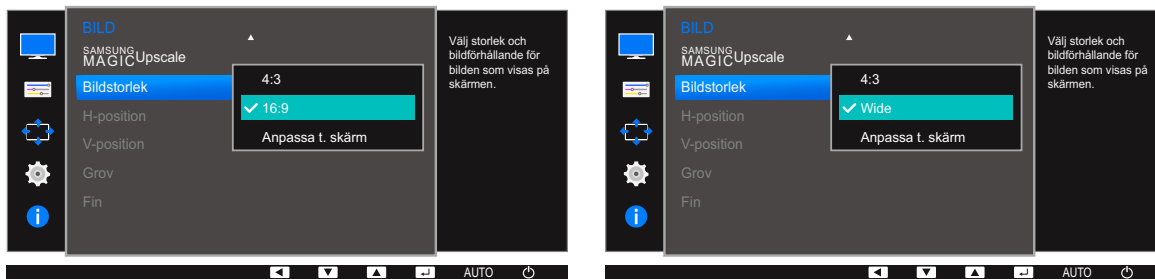 BILD
SAMSUNG
MAGIC Upscale
Bildstorlek
H-position
V-position
Grov
Fin
4:3
16:9
Anpassa t. skärm
Välj storlek och
bildförhållande för
bilden som visas på
skärmen.
AUTO
BILD
SAMSUNG
MAGIC Upscale
Bildstorlek
H-position
V-position
Grov
Fin
4:3
Wide
Anpassa t. skärm
Välj storlek och
bildförhållande för
bilden som visas på
skärmen.
AUTO